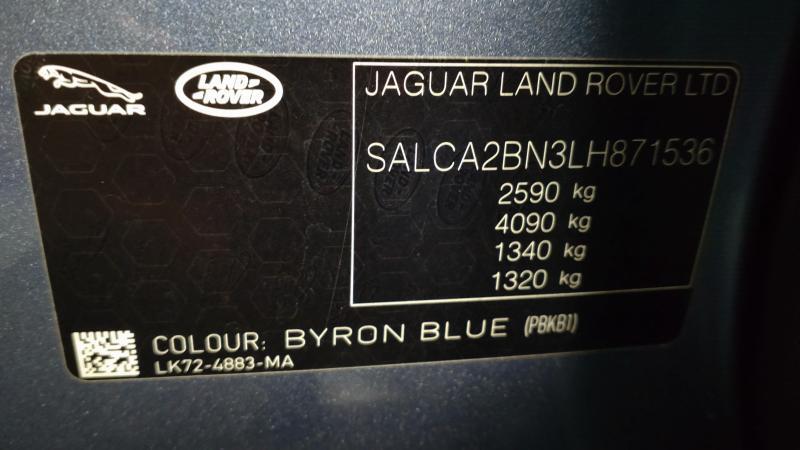 JAGUAR
LAND-
-ROVER
JAGUAR LAND ROVER LTD
SALCA2BN3LH871536
2590 kg
4090 kg
1340 kg
1320 kg
COLOUR: BYRON BLUE (PBKB1)
LK72-4883-MA